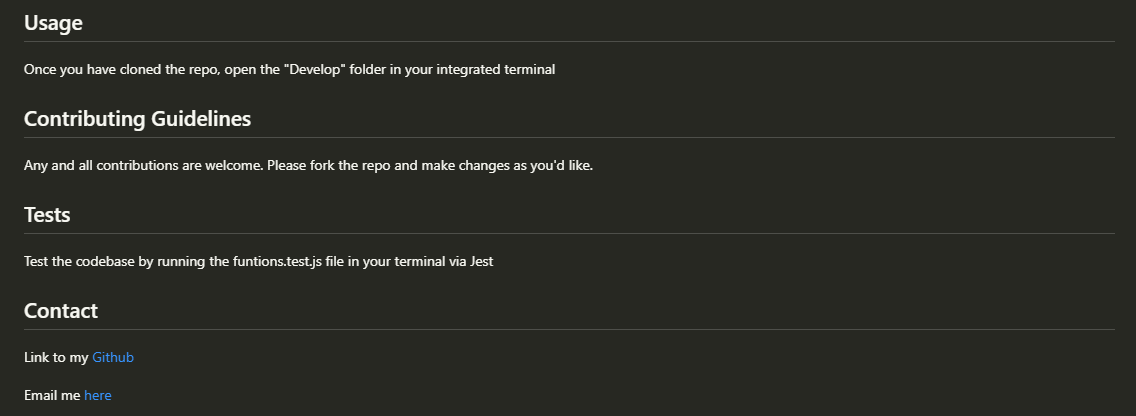 Usage
Once you have cloned the repo, open the "Develop" folder in your integrated terminal
Contributing Guidelines
Any and all contributions are welcome. Please fork the repo and make changes as you'd like.
Tests
Test the codebase by running the funtions.test.js file in your terminal via Jest
Contact
Link to my Github
Email me here